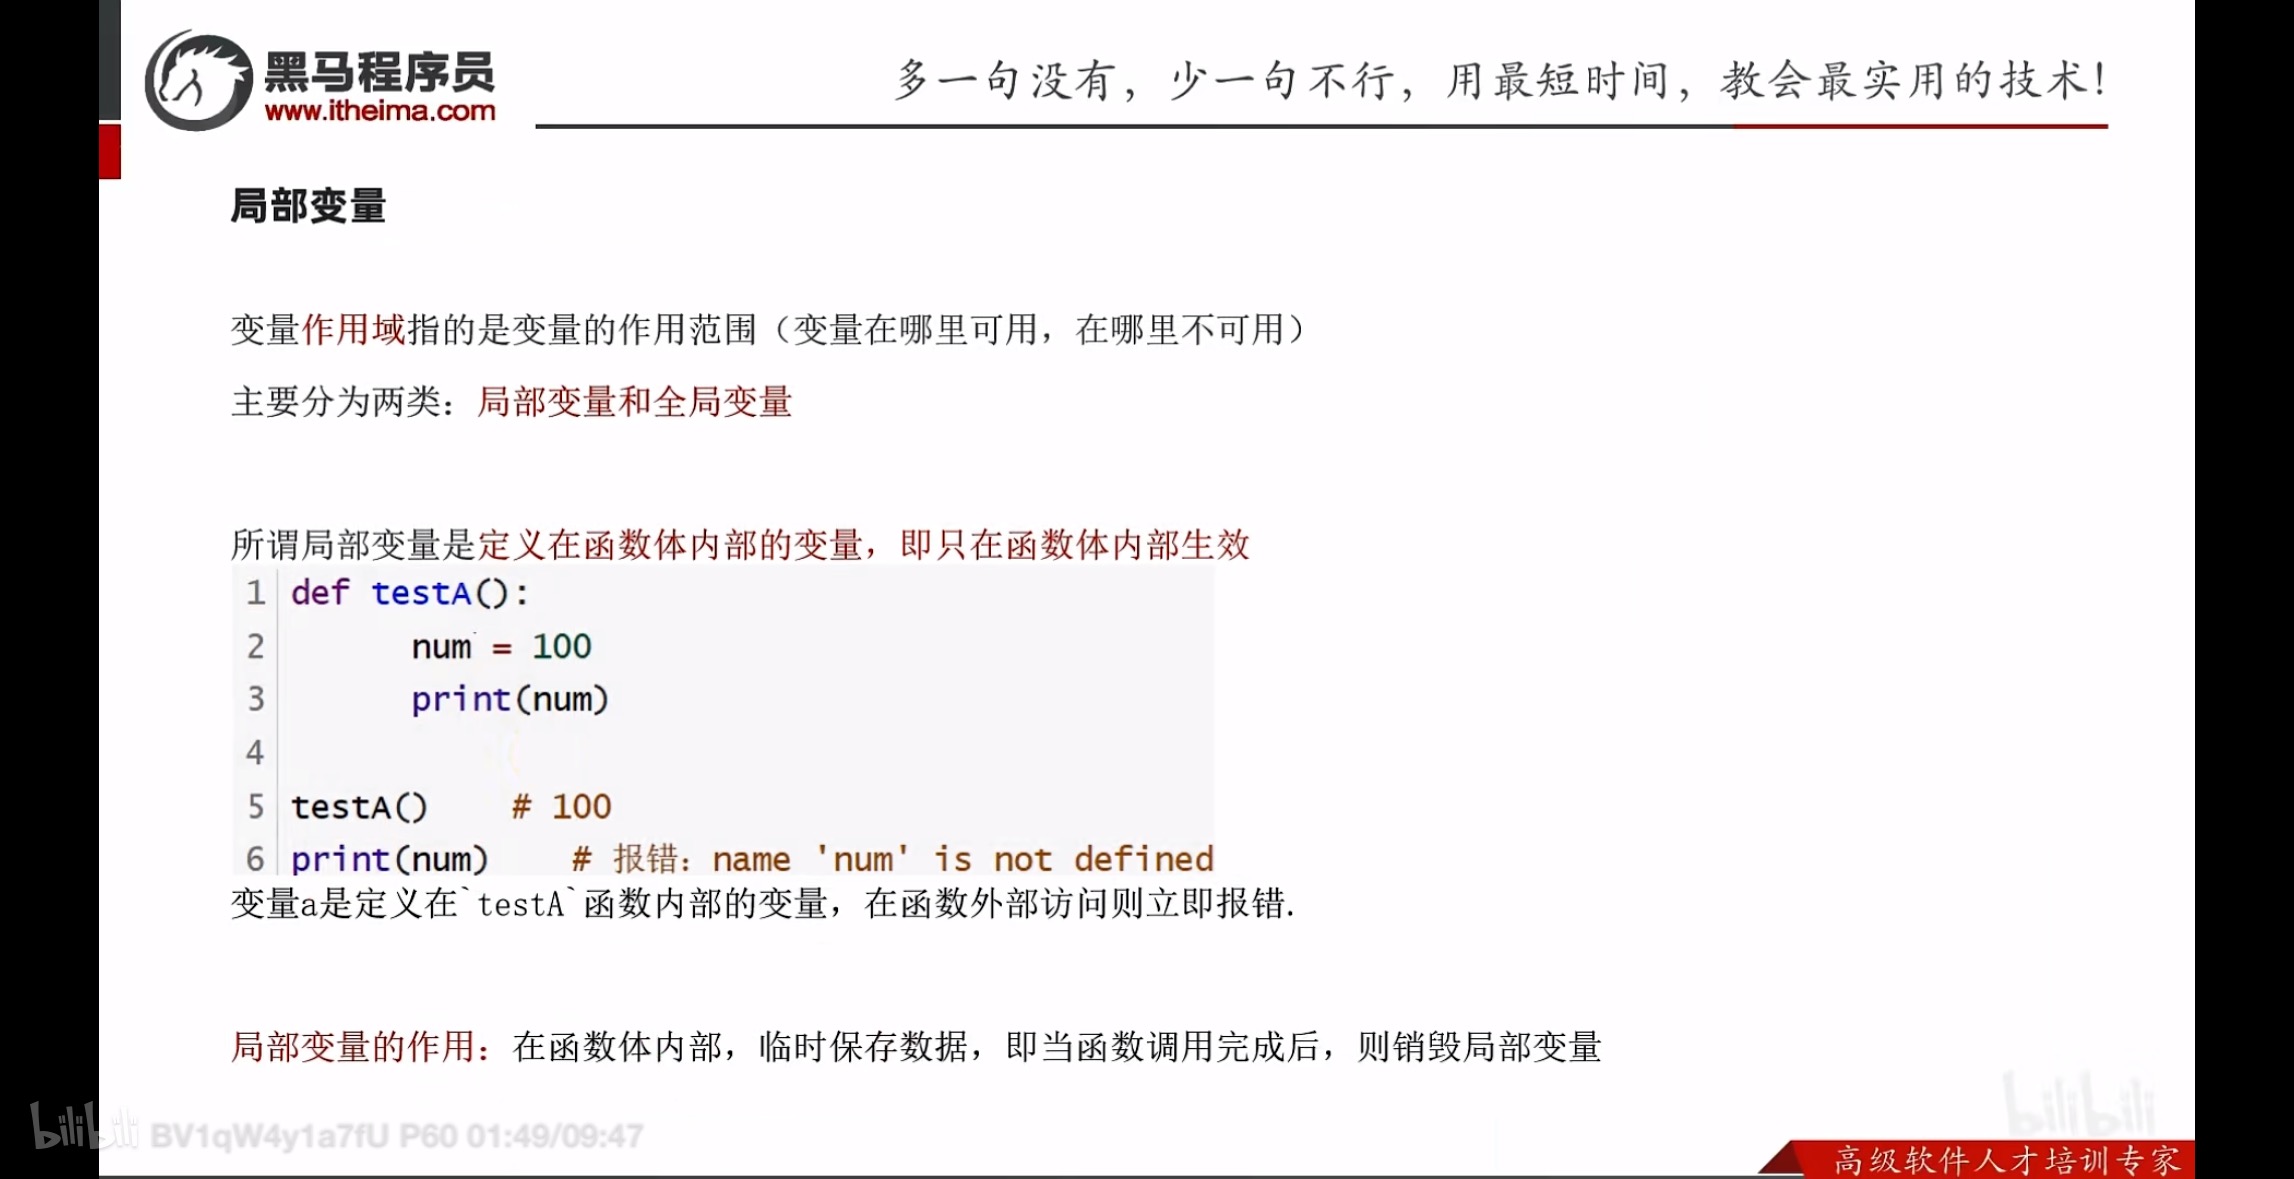 黑马程序员
www.itheima.com
多一句没有，少一句不行，用最短时间，教会最实用的技术！
局部变量
变量作用域指的是变量的作用范围（变量在哪里可用，在哪里不可用）
主要分为两类：局部变量和全局变量
所谓局部变量是定义在函数体内部的变量，即只在函数体内部生效
1 def testA():
2 num = 100
3 print(num)
4
5 testA() # 100
6 print(num) # 报错：name 'num' is not defined
变量a是定义在`testA`函数内部的变量，在函数外部访问则立即报错.
局部变量的作用：在函数体内部，临时保存数据，即当函数调用完成后，则销毁局部变量
bilibili
bilibili BV1qW4y1a7fU P60 01:49/09:47
高级软件人才培训专家